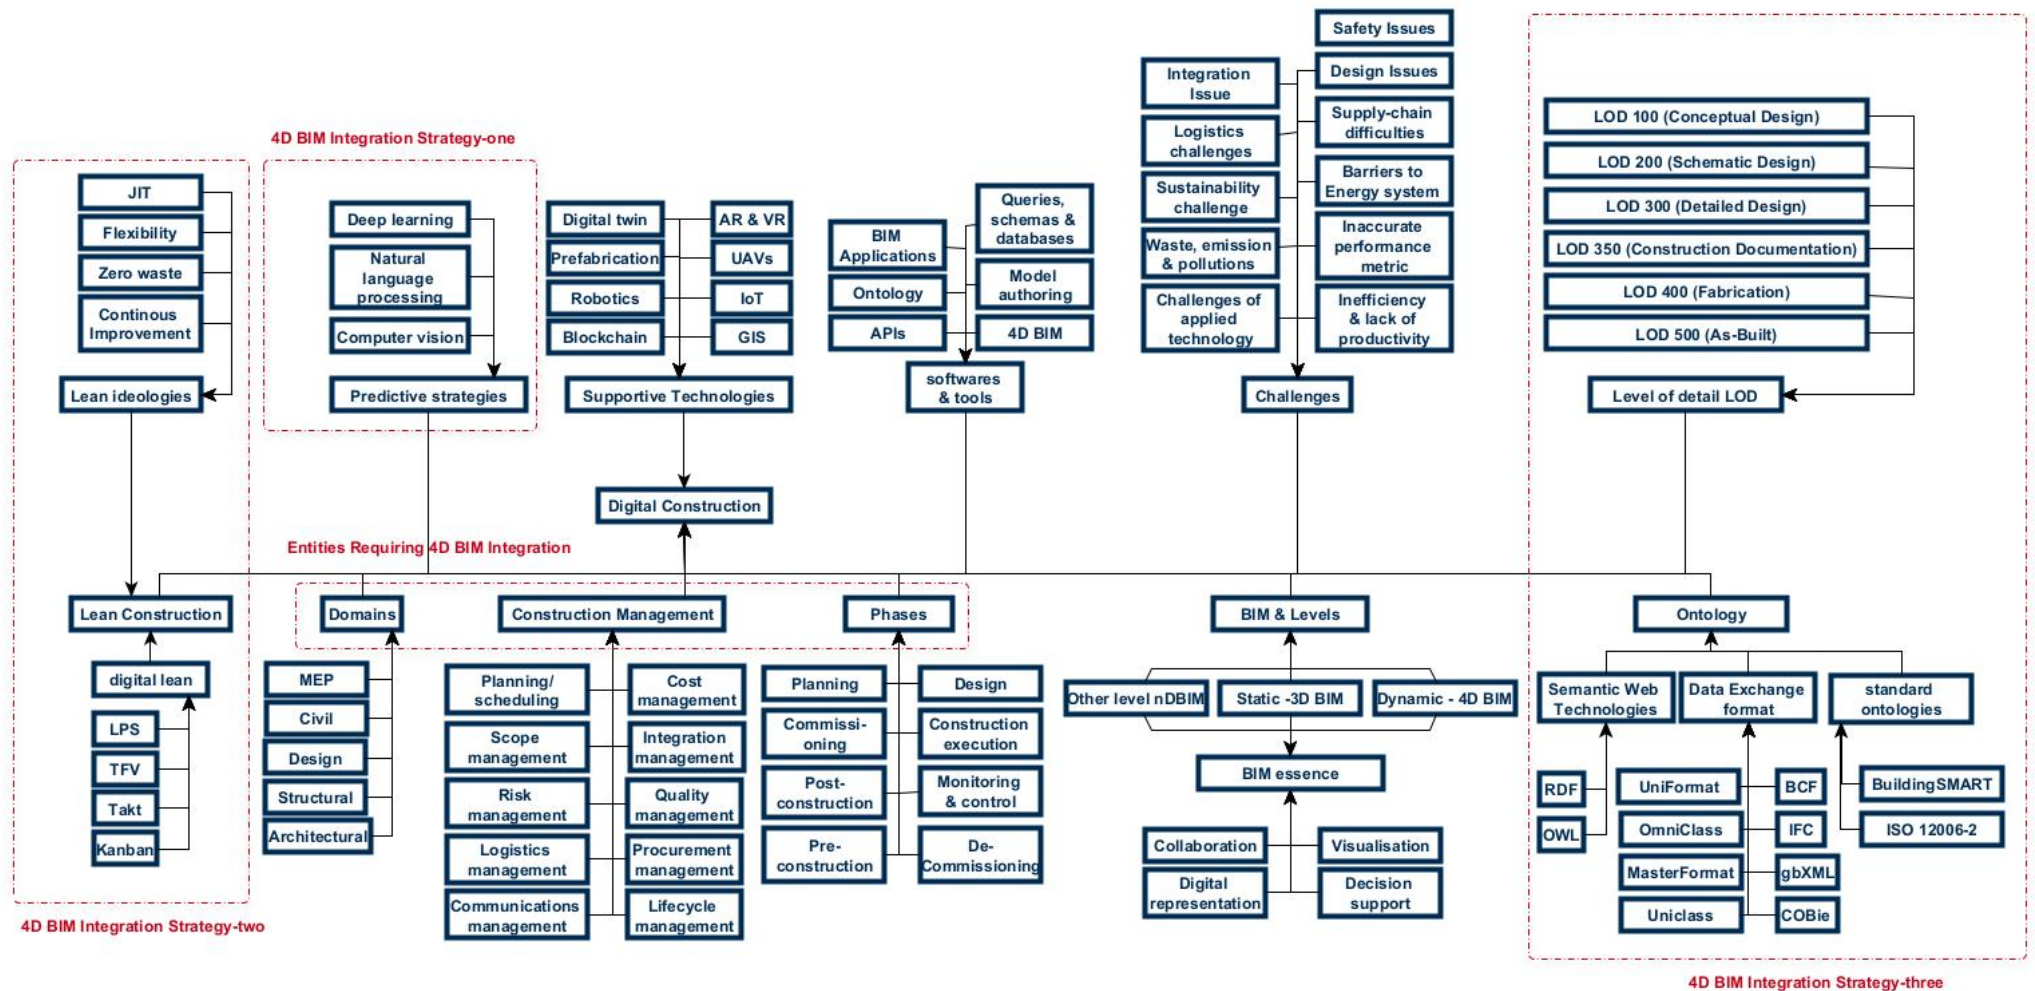 4D BIM Integration Strategy-one
JIT
Flexibility
Zero waste
Continous
Improvement
Lean ideologies
Deep learning
Natural
language
processing
Computer vision
Predictive strategies
Digital twin
Prefabrication
Robotics
Blockchain
AR & VR
UAVs
IoT
GIS
Supportive Technologies
Digital Construction
BIM
Applications
Ontology
APIs
Queries,
schemas &
databases
Model
authoring
4D BIM
softwares
& tools
Integration
Issue
Logistics
challenges
Sustainability
challenge
Waste, emission
& pollutions
Challenges of
applied
technology
Safety Issues
Design Issues
Supply-chain
difficulties
Barriers to
Energy system
Inaccurate
performance
metric
Inefficiency
& lack of
productivity
Challenges
LOD 100 (Conceptual Design)
LOD 200 (Schematic Design)
LOD 300 (Detailed Design)
LOD 350 (Construction Documentation)
LOD 400 (Fabrication)
LOD 500 (As-Built)
Level of detail LOD
Entities Requiring 4D BIM Integration
Lean Construction
digital lean
LPS
TFV
Takt
Kanban
4D BIM Integration Strategy-two
Domains
MEP
Civil
Design
Structural
Architectural
Construction Management
Planning/
scheduling
Scope
management
Risk
management
Logistics
management
Communications
management
Cost
management
Integration
management
Quality
management
Procurement
management
Lifecycle
management
Phases
Planning
Commissi-
oning
Post-
construction
Pre-
construction
Design
Construction
execution
Monitoring
& control
De-
Commissioning
BIM & Levels
Other level nDBIM
Static -3D BIM
Dynamic - 4D BIM
BIM essence
Collaboration
Digital
representation
Visualisation
Decision
support
Ontology
Semantic Web
Technologies
RDF
OWL
Data Exchange
format
UniFormat
OmniClass
MasterFormat
Uniclass
BCF
IFC
gbXML
COBie
standard
ontologies
BuildingSMART
ISO 12006-2
4D BIM Integration Strategy-three